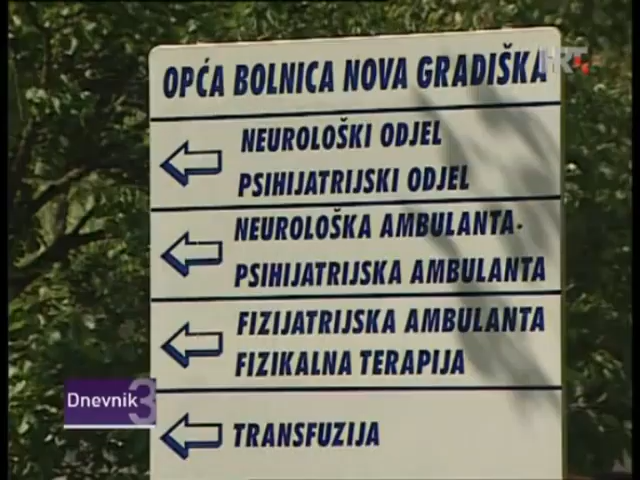 OPĆA BOLNICA NOVA GRADIŠKA
HRT
NEUROLOŠKI ODJEL
PSIHIJATRIJSKI ODJEL
NEUROLOŠKA AMBULANTA
PSIHIJATRIJSKA AMBULANTA
FIZIJATRIJSKA AMBULANTA
FIZIKALNA TERAPIJA
Dnevnik 3
TRANSFUZIJA